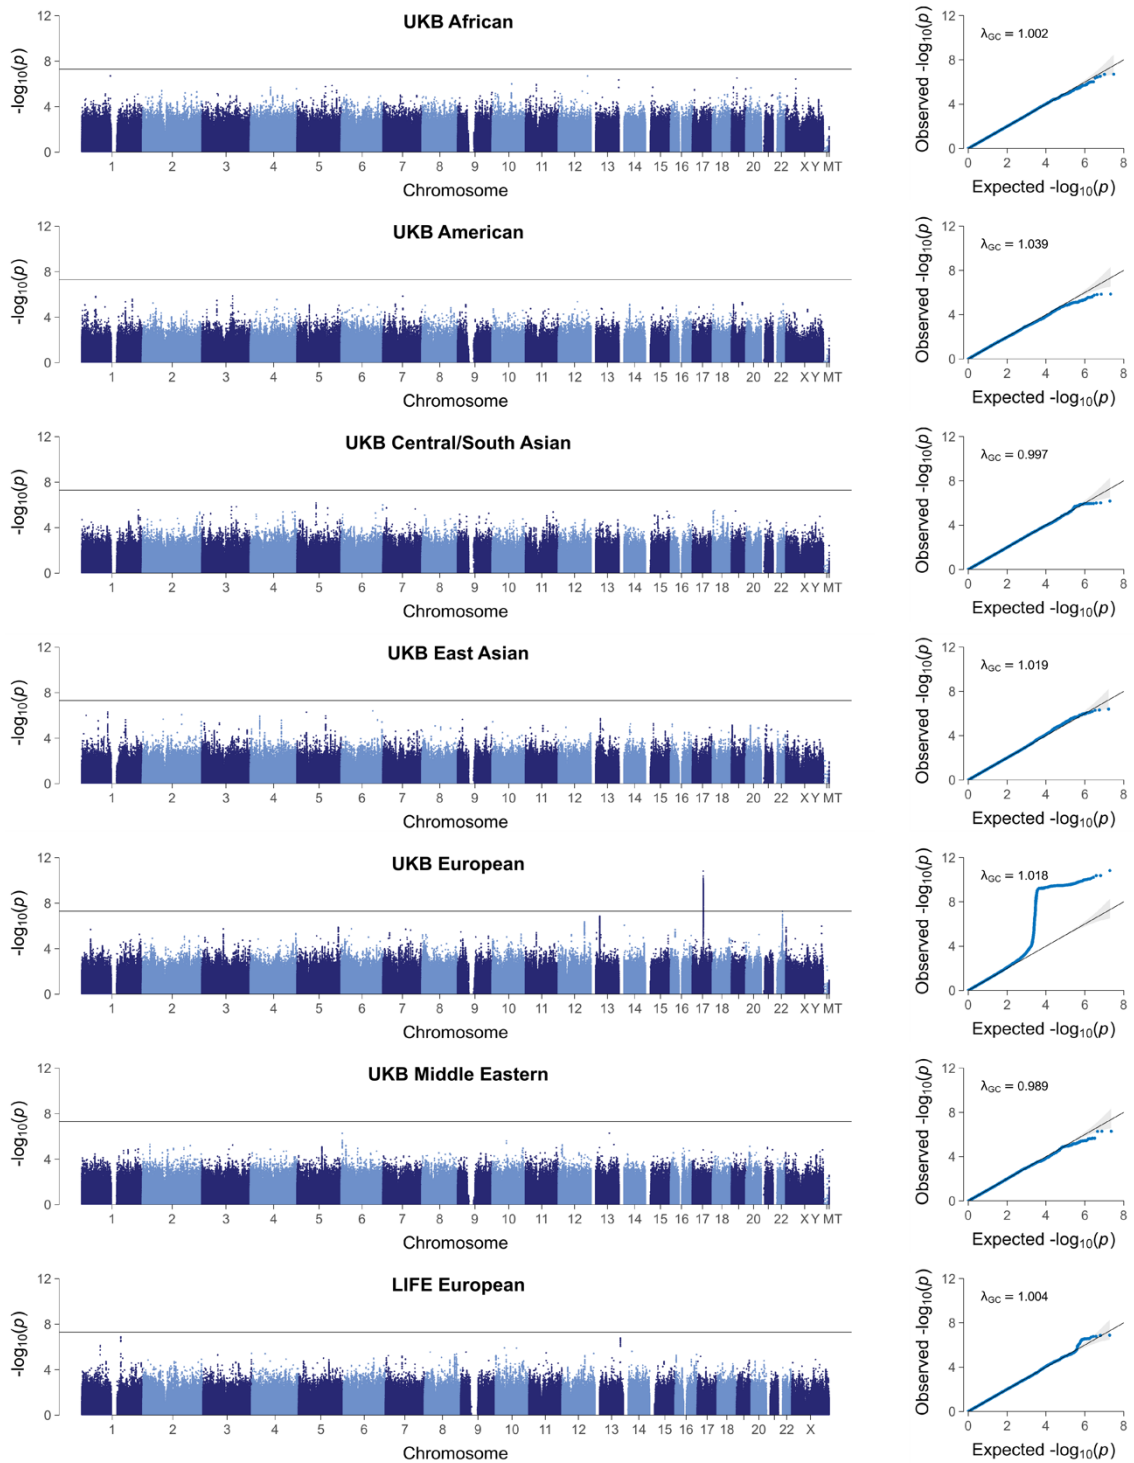 UKB African
-log10(p)
12
8
4
0
1 2 3 4 5 6 7 8 9 10 11 12 13 14 15 16 17 18 20 22 X Y MT
Chromosome
Observed -log10(p)
λGC = 1.002
12
8
4
0
0 2 4 6 8
Expected -log10(p)
UKB American
-log10(p)
12
8
4
0
1 2 3 4 5 6 7 8 9 10 11 12 13 14 15 16 17 18 20 22 X Y MT
Chromosome
Observed -log10(p)
λGC = 1.039
12
8
4
0
0 2 4 6 8
Expected -log10(p)
UKB Central/South Asian
-log10(p)
12
8
4
0
1 2 3 4 5 6 7 8 9 10 11 12 13 14 15 16 17 18 20 22 X Y MT
Chromosome
Observed -log10(p)
λGC = 0.997
12
8
4
0
0 2 4 6 8
Expected -log10(p)
UKB East Asian
-log10(p)
12
8
4
0
1 2 3 4 5 6 7 8 9 10 11 12 13 14 15 16 17 18 20 22 X Y MT
Chromosome
Observed -log10(p)
λGC = 1.019
12
8
4
0
0 2 4 6 8
Expected -log10(p)
UKB European
-log10(p)
12
8
4
0
1 2 3 4 5 6 7 8 9 10 11 12 13 14 15 16 17 18 20 22 X Y MT
Chromosome
Observed -log10(p)
λGC = 1.018
12
8
4
0
0 2 4 6 8
Expected -log10(p)
UKB Middle Eastern
-log10(p)
12
8
4
0
1 2 3 4 5 6 7 8 9 10 11 12 13 14 15 16 17 18 20 22 X Y MT
Chromosome
Observed -log10(p)
λGC = 0.989
12
8
4
0
0 2 4 6 8
Expected -log10(p)
LIFE European
-log10(p)
12
8
4
0
1 2 3 4 5 6 7 8 9 10 11 12 13 14 15 16 17 18 20 22 X
Chromosome
Observed -log10(p)
λGC = 1.004
12
8
4
0
0 2 4 6 8
Expected -log10(p)